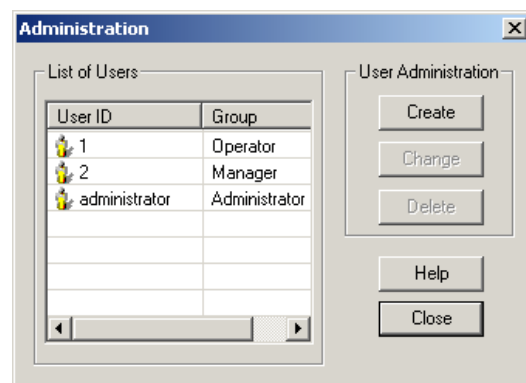 Administration
List of Users
User ID Group
1 Operator
2 Manager
administrator Administrator
User Administration
Create
Change
Delete
Help
Close